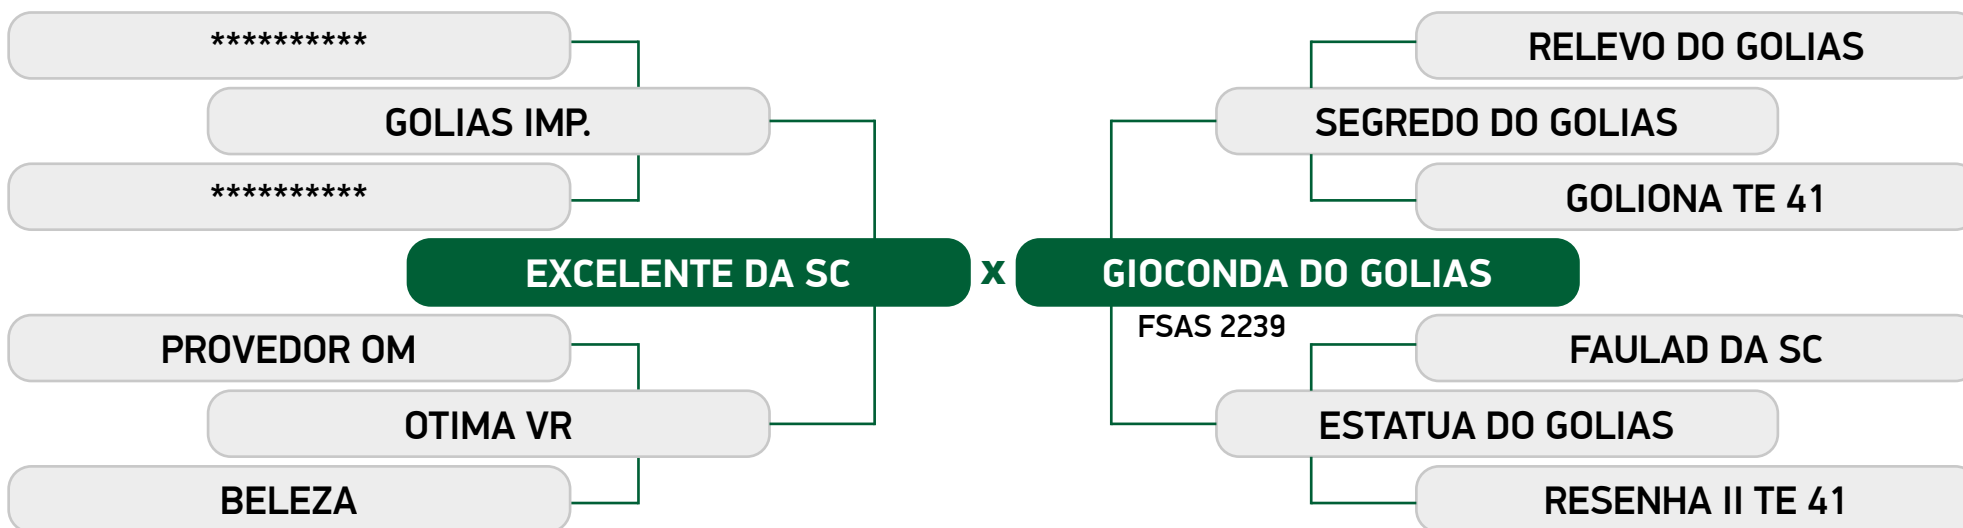 **********
RELEVO DO GOLIAS
GOLIAS IMP.
SEGREDO DO GOLIAS
**********
GOLIONA TE 41
EXCELENTE DA SC
x
GIOCONDA DO GOLIAS
FSAS 2239
PROVEDOR OM
FAULAD DA SC
OTIMA VR
ESTATUA DO GOLIAS
BELEZA
RESENHA II TE 41